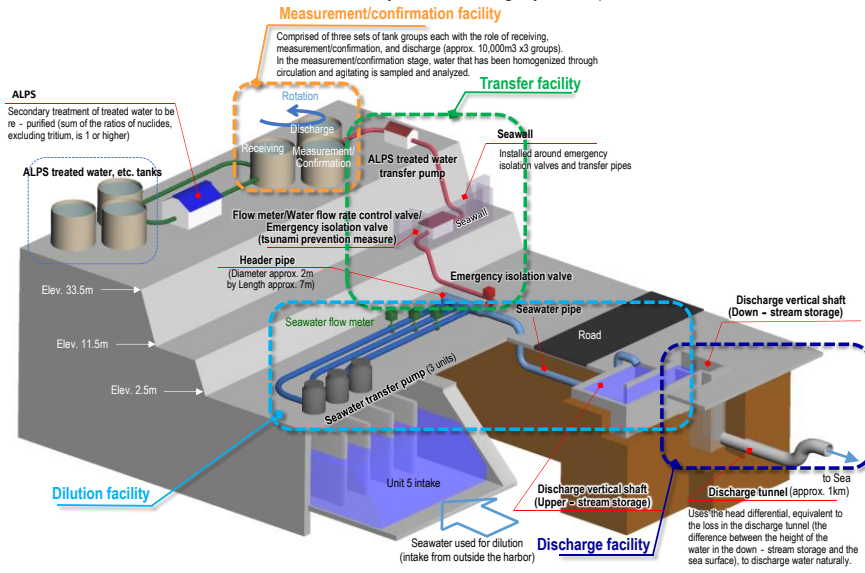 Measurement/confirmation facility
Comprised of three sets of tank groups each with the role of receiving,
measurement/confirmation, and discharge (approx. 10,000m3 x3 groups).
In the measurement/confirmation stage, water that has been homogenized through
circulation and agitating is sampled and analyzed.
Transfer facility
ALPS
Secondary treatment of treated water to be
re - purified (sum of the ratios of nuclides,
excluding tritium, is 1 or higher)
Rotation
Discharge
Receiving
Measurement/
Confirmation
Seawall
Installed around emergency
isolation valves and transfer pipes
ALPS treated water
transfer pump
ALPS treated water, etc. tanks
Seawall
Flow meter/Water flow rate control valve/
Emergency isolation valve
(tsunami prevention measure)
Header pipe
(Diameter approx. 2m
by Length approx. 7m)
Emergency isolation valve
Elev. 33.5m
Seawater flow meter
Seawater pipe
Road
Discharge vertical shaft
(Down - stream storage)
Elev. 11.5m
Elev. 2.5m
Seawater transfer pump (3 units)
Unit 5 intake
Dilution facility
Discharge vertical shaft
(Upper - stream storage)
to Sea
Discharge tunnel (approx. 1km)
Uses the head differential, equivalent to
the loss in the discharge tunnel (the
difference between the height of the
water in the down - stream storage and the
sea surface), to discharge water naturally.
Seawater used for dilution
(intake from outside the harbor)
Discharge facility